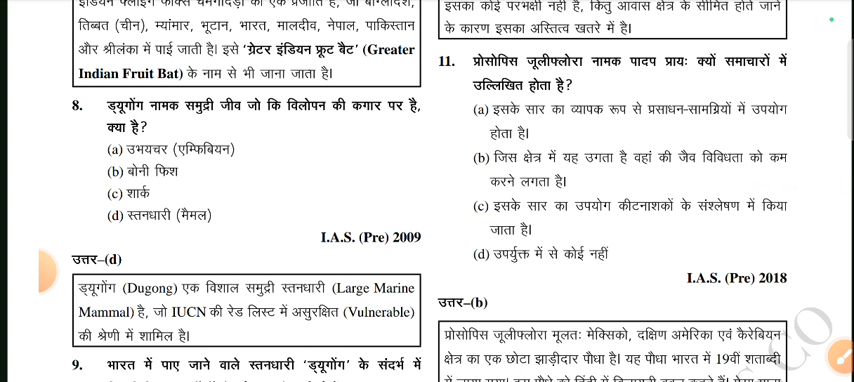 तिब्बत (चीन), म्यांमार, भूटान, भारत, मालदीव, नेपाल, पाकिस्तान
और श्रीलंका में पाई जाती है। इसे ‘ग्रेटर इंडियन फ्रूट बैट’ (Greater
Indian Fruit Bat) के नाम से भी जाना जाता है।
8. ड्यूगोंग नामक समुद्री जीव जो कि विलोपन की कगार पर है,
क्या है?
(a) उभयचर (एम्फिबियन)
(b) बोनी फिश
(c) शार्क
(d) स्तनधारी (मैमल)
I.A.S. (Pre) 2009
उत्तर–(d)
ड्यूगोंग (Dugong) एक विशाल समुद्री स्तनधारी (Large Marine
Mammal) है, जो IUCN की रेड लिस्ट में असुरक्षित (Vulnerable)
की श्रेणी में शामिल है।
9. भारत में पाए जाने वाले स्तनधारी ‘ड्यूगोंग’ के संदर्भ में
इसका कोई परभक्षी नहीं है, किंतु आवास क्षेत्र के सीमित होते जाने
के कारण इसका अस्तित्व खतरे में है।
11. प्रोसोपिस जूलीफ्लोरा नामक पादप प्रायः क्यों समाचारों में
उल्लिखित होता है?
(a) इसके सार का व्यापक रूप से प्रसाधन-सामग्रियों में उपयोग
होता है।
(b) जिस क्षेत्र में यह उगता है वहां की जैव विविधता को कम
करने लगता है।
(c) इसके सार का उपयोग कीटनाशकों के संश्लेषण में किया
जाता है।
(d) उपर्युक्त में से कोई नहीं
I.A.S. (Pre) 2018
उत्तर–(b)
प्रोसोपिस जूलीफ्लोरा मूलतः मेक्सिको, दक्षिण अमेरिका एवं कैरेबियन
क्षेत्र का एक छोटा झाड़ीदार पौधा है। यह पौधा भारत में 19वीं शताब्दी